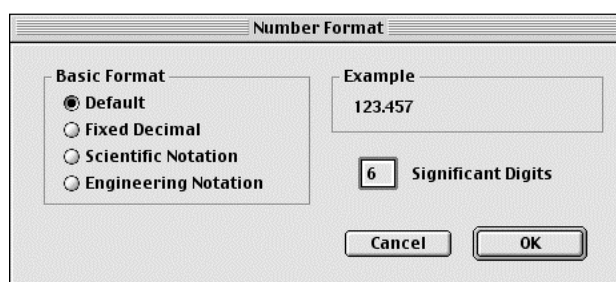 Number Format
Basic Format
Default
Fixed Decimal
Scientific Notation
Engineering Notation
Example
123.457
6 Significant Digits
Cancel OK